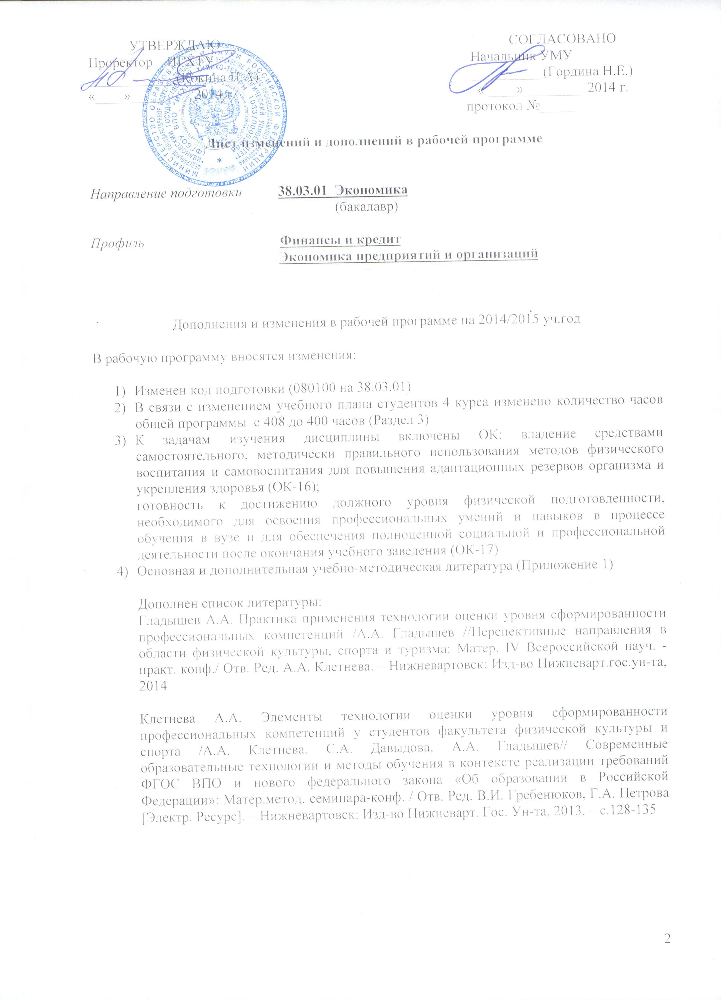 УТВЕРЖДАЮ
Проректор ИГХТУ
__________(Кокина Н.А)
«____»________ 2014 г.
СОГЛАСОВАНО
Начальник УМУ
__________(Гордина Н.Е.)
«____»________ 2014 г.
протокол №_____
МИНИСТЕРСТВО ОБРАЗОВАНИЯ И НАУКИ РОССИЙСКОЙ ФЕДЕРАЦИИ
Лист изменений и дополнений в рабочей программе
Направление подготовки 38.03.01 Экономика
(бакалавр)
Профиль Финансы и кредит
Экономика предприятий и организаций
Дополнения и изменения в рабочей программе на 2014/2015 уч.год
В рабочую программу вносятся изменения:
1) Изменен код подготовки (080100 на 38.03.01)
2) В связи с изменением учебного плана студентов 4 курса изменено количество часов
общей программы с 408 до 400 часов (Раздел 3)
3) К задачам изучения дисциплины включены ОК: владение средствами
самостоятельного, методически правильного использования методов физического
воспитания и самовоспитания для повышения адаптационных резервов организма и
укрепления здоровья (ОК-16);
готовность к достижению должного уровня физической подготовленности,
необходимого для освоения профессиональных умений и навыков в процессе
обучения в вузе и для обеспечения полноценной социальной и профессиональной
деятельности после окончания учебного заведения (ОК-17)
4) Основная и дополнительная учебно-методическая литература (Приложение 1)
Дополнен список литературы:
Гладышев А.А. Практика применения технологии оценки уровня сформированности
профессиональных компетенций /А.А. Гладышев //Перспективные направления в
области физической культуры, спорта и туризма: Матер. IV Всероссийской науч. -
практ. конф./ Отв. Ред. А.А. Клетнева. – Нижневартовск: Изд-во Нижневарт.гос.ун-та,
2014
Клетнева А.А. Элементы технологии оценки уровня сформированности
профессиональных компетенций у студентов факультета физической культуры и
спорта /А.А. Клетнева, С.А. Давыдова, А.А. Гладышев// Современные
образовательные технологии и методы обучения в контексте реализации требований
ФГОС ВПО и нового федерального закона «Об образовании в Российской
Федерации»: Матер.метод. семинара-конф. / Отв. Ред. В.И. Гребенюков, Г.А. Петрова
[Электр. Ресурс]. – Нижневартовск: Изд-во Нижневарт. Гос. Ун-та, 2013. – с.128-135
2